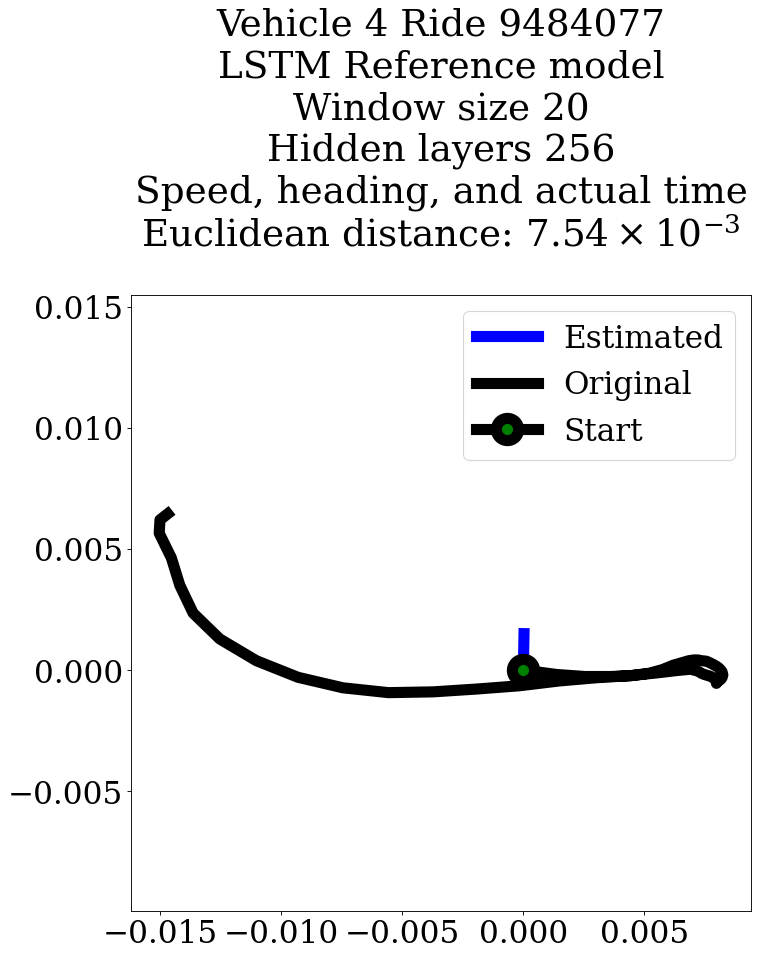 Vehicle 4 Ride 9484077
LSTM Reference model
Window size 20
Hidden layers 256
Speed, heading, and actual time
Euclidean distance: 7.54 × 10⁻³
0.015
0.010
0.005
0.000
−0.005
Estimated
Original
Start
−0.015 −0.010 −0.005 0.000 0.005